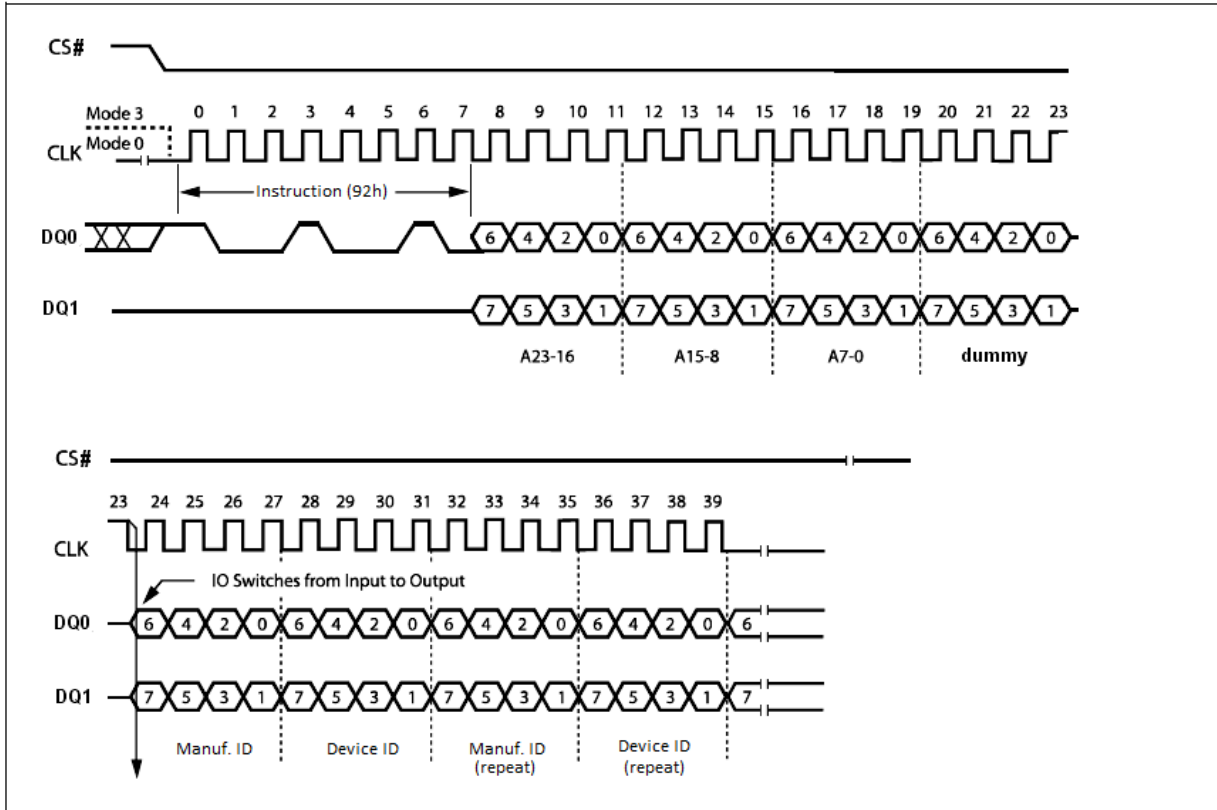 CS#
Mode 3
0 1 2 3 4 5 6 7 8 9 10 11 12 13 14 15 16 17 18 19 20 21 22 23
Mode 0
CLK
Instruction (92h)
DQ0 6 4 2 0 6 4 2 0 6 4 2 0 6 4 2 0
DQ1 7 5 3 1 7 5 3 1 7 5 3 1 7 5 3 1
A23-16 A15-8 A7-0 dummy
CS#
23 24 25 26 27 28 29 30 31 32 33 34 35 36 37 38 39
CLK
IO Switches from Input to Output
DQ0 6 4 2 0 6 4 2 0 6 4 2 0 6 4 2 0 6
DQ1 7 5 3 1 7 5 3 1 7 5 3 1 7 5 3 1 7
Manuf. ID Device ID Manuf. ID Device ID
(repeat) (repeat)